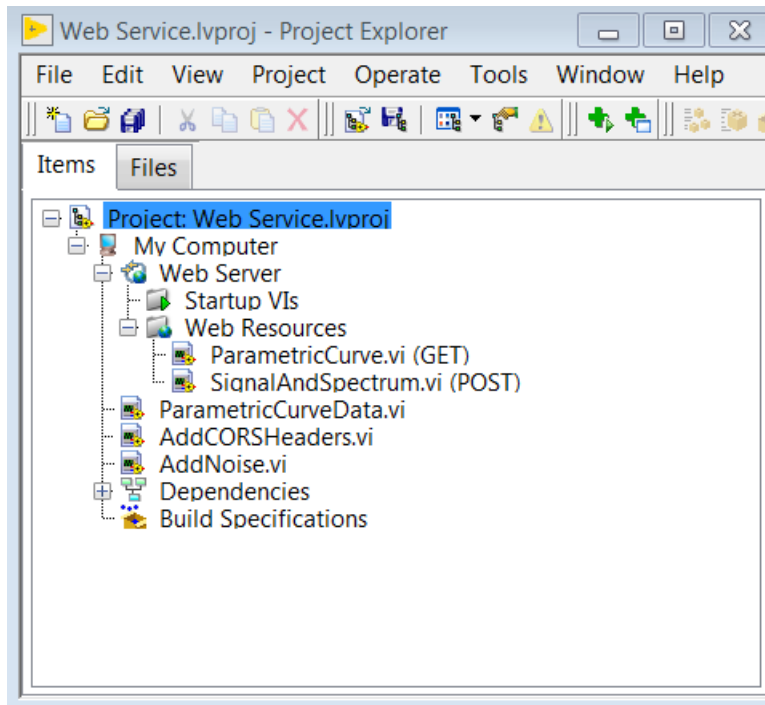 Web Service.lvproj - Project Explorer
File Edit View Project Operate Tools Window Help
Items Files
Project: Web Service.lvproj
My Computer
Web Server
Startup VIs
Web Resources
ParametricCurve.vi (GET)
SignalAndSpectrum.vi (POST)
ParametricCurveData.vi
AddCORSHeaders.vi
AddNoise.vi
Dependencies
Build Specifications